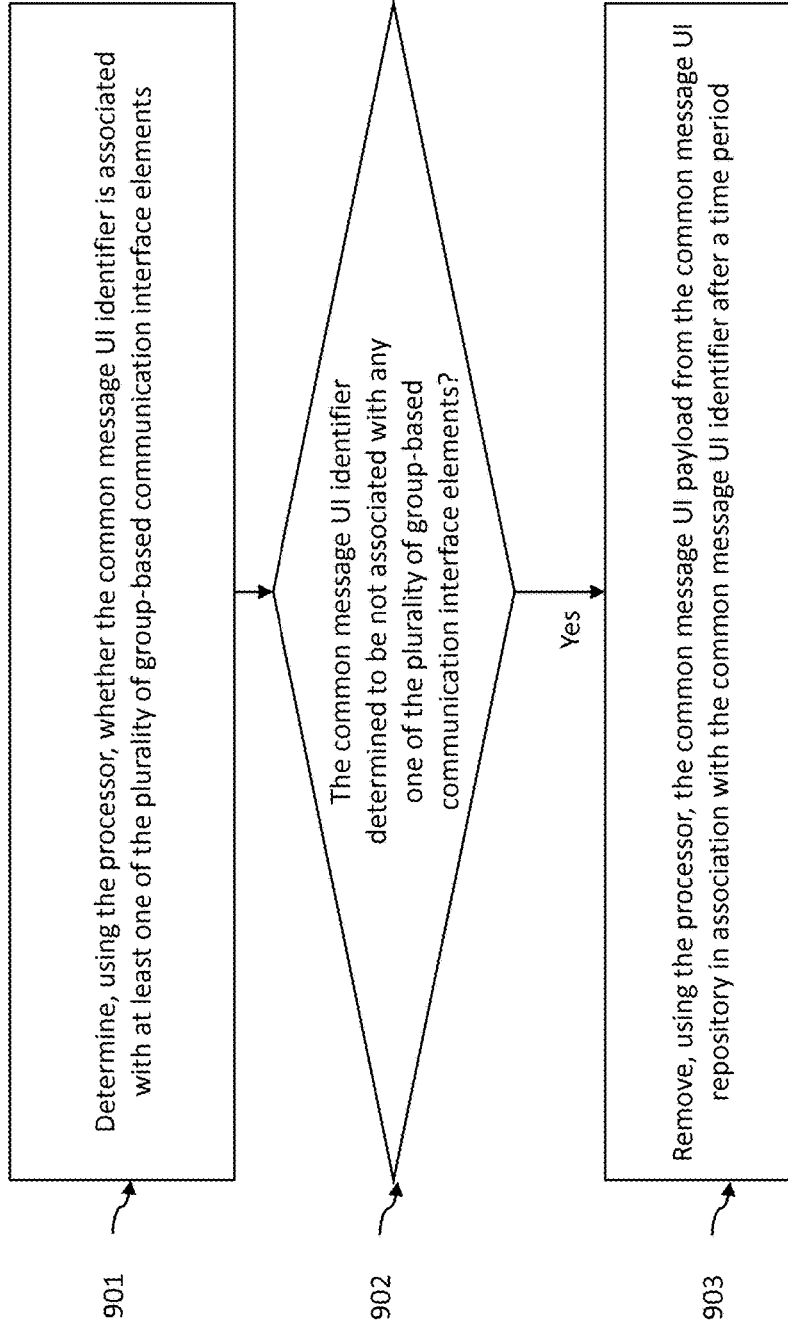 901
Determine, using the processor, whether the common message UI identifier is associated
with at least one of the plurality of group-based communication interface elements
902
The common message UI identifier
determined to be not associated with any
one of the plurality of group-based
communication interface elements?
Yes
903
Remove, using the processor, the common message UI payload from the common message UI
repository in association with the common message UI identifier after a time period